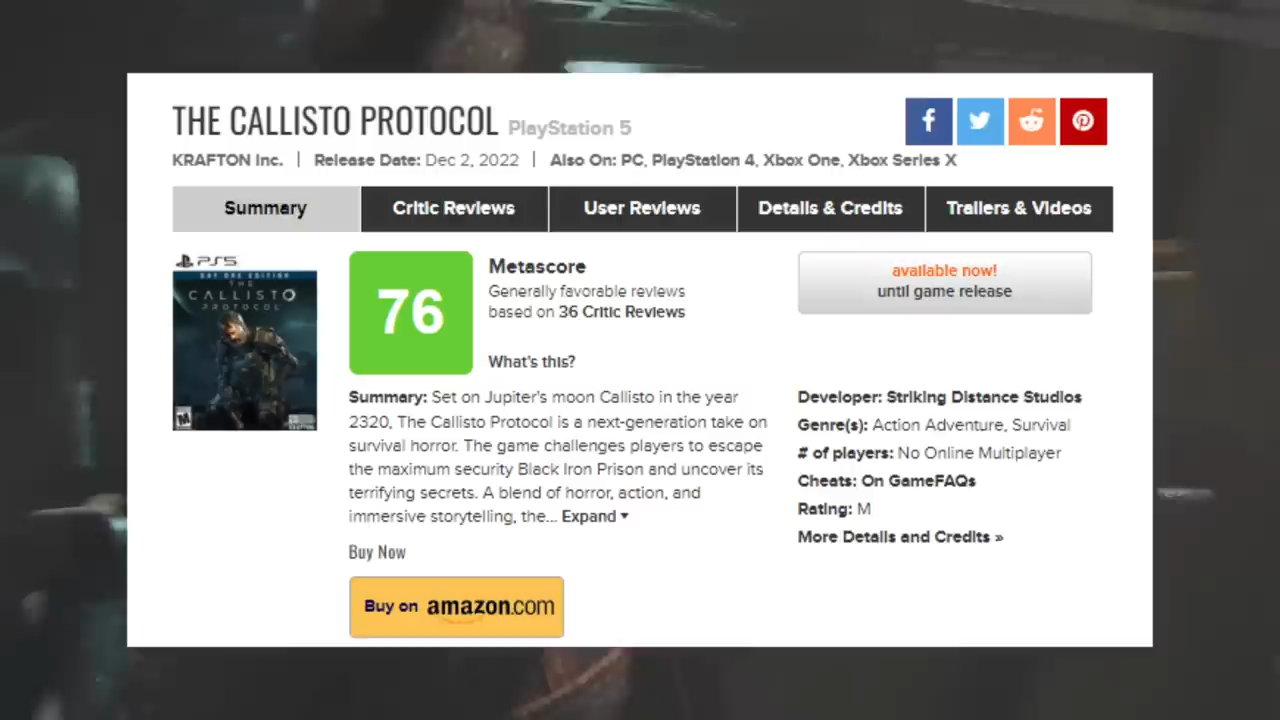 THE CALLISTO PROTOCOL PlayStation 5
KRAFTON Inc. | Release Date: Dec 2, 2022 | Also On: PC, PlayStation 4, Xbox One, Xbox Series X
Summary Critic Reviews User Reviews Details & Credits Trailers & Videos
PS5
DAY ONE EDITION
THE
CALLISTO
PROTOCOL
M
76
Metascore
Generally favorable reviews
based on 36 Critic Reviews
What's this?
available now!
until game release
Summary: Set on Jupiter's moon Callisto in the year
2320, The Callisto Protocol is a next-generation take on
survival horror. The game challenges players to escape
the maximum security Black Iron Prison and uncover its
terrifying secrets. A blend of horror, action, and
immersive storytelling, the... Expand
Buy Now
Buy on amazon.com
Developer: Striking Distance Studios
Genre(s): Action Adventure, Survival
# of players: No Online Multiplayer
Cheats: On GameFAQs
Rating: M
More Details and Credits »